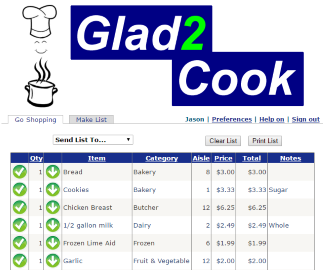 Glad2
Cook
Go Shopping Make List Jason | Preferences | Help on | Sign out
Send List To... Clear List Print List
Qty Item Category Aisle Price Total Notes
1 Bread Bakery 8 $3.00 $3.00
1 Cookies Bakery 1 $3.33 $3.33 Sugar
1 Chicken Breast Butcher 12 $6.25 $6.25
1 1/2 gallon milk Dairy 2 $2.49 $2.49 Whole
1 Frozen Lime Aid Frozen 6 $1.99 $1.99
1 Garlic Fruit & Vegetable 12 $2.00 $2.00